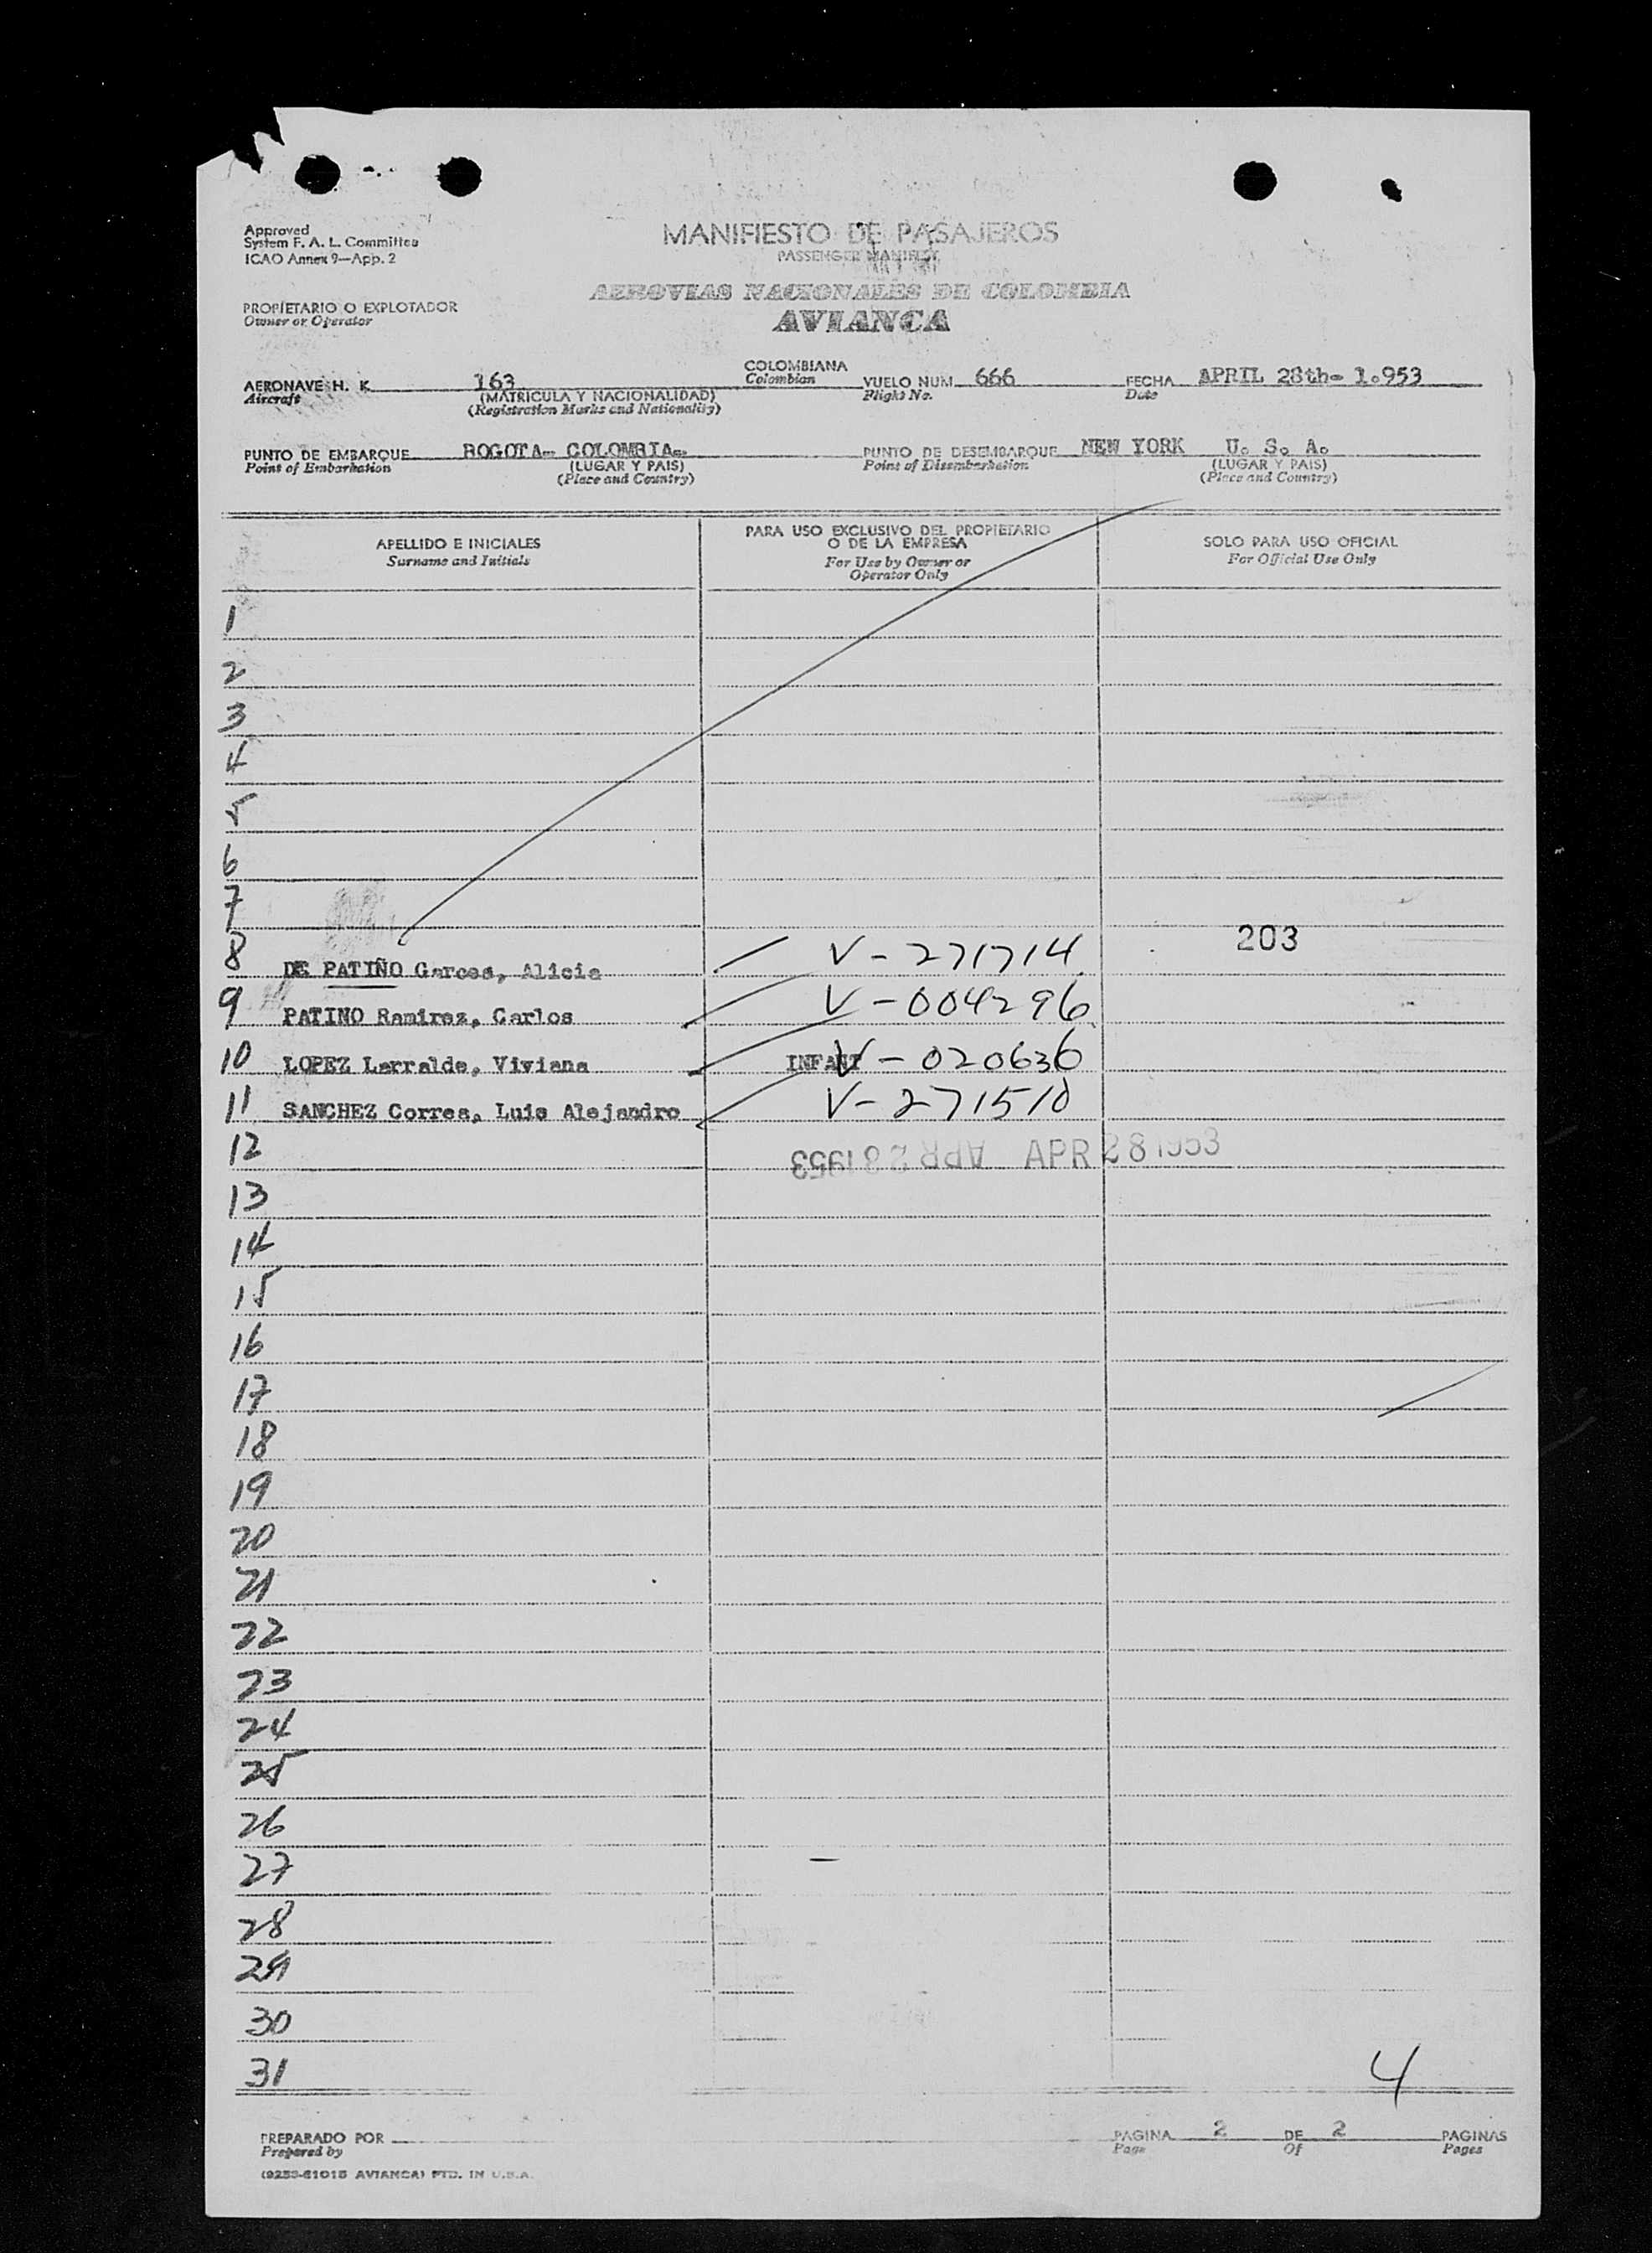 Approved
System F. A. L. Committee
ICAO Annex 9—App. 2
MANIFIESTO DE PASAJEROS
PASSENGER MANIFEST
AEROVIAS NACIONALES DE COLOMBIA
AVIANCA
PROPIETARIO O EXPLOTADOR
Owner or Operator
AERONAVE H. K. 163 COLOMBIANA VUELO NUM. 666 FECHA APRIL 28th- 1.953
Aircraft (MATRICULA Y NACIONALIDAD) Colombian Flight No. Date
(Registration Marks and Nationality)
PUNTO DE EMBARQUE BOGOTA- COLOMBIA- PUNTO DE DESEMBARQUE NEW YORK U. S. A.
Point of Embarkation (LUGAR Y PAIS) Point of Disembarkation (LUGAR Y PAIS)
(Place and Country) (Place and Country)
APELLIDO E INICIALES
Surname and Initials
PARA USO EXCLUSIVO DEL PROPIETARIO
O DE LA EMPRESA
For Use by Owner or
Operator Only
SOLO PARA USO OFICIAL
For Official Use Only
1
2
3
4
5
6
7
8 DE PATIÑO Garces, Alicia V-271714 203
9 PATINO Ramirez, Carlos V-004296
10 LOPEZ Larralde, Viviana INFANT V-020636
11 SANCHEZ Correa, Luis Alejandro V-271510
12 APR 28 1953 APR 28 1953
13
14
15
16
17
18
19
20
21
22
23
24
25
26
27
28
29
30
31
4
PREPARADO POR PAGINA 2 DE 2 PAGINAS
Prepared by Page Of Pages
(9253-61015 AVIANCA) PTD. IN U.S.A.